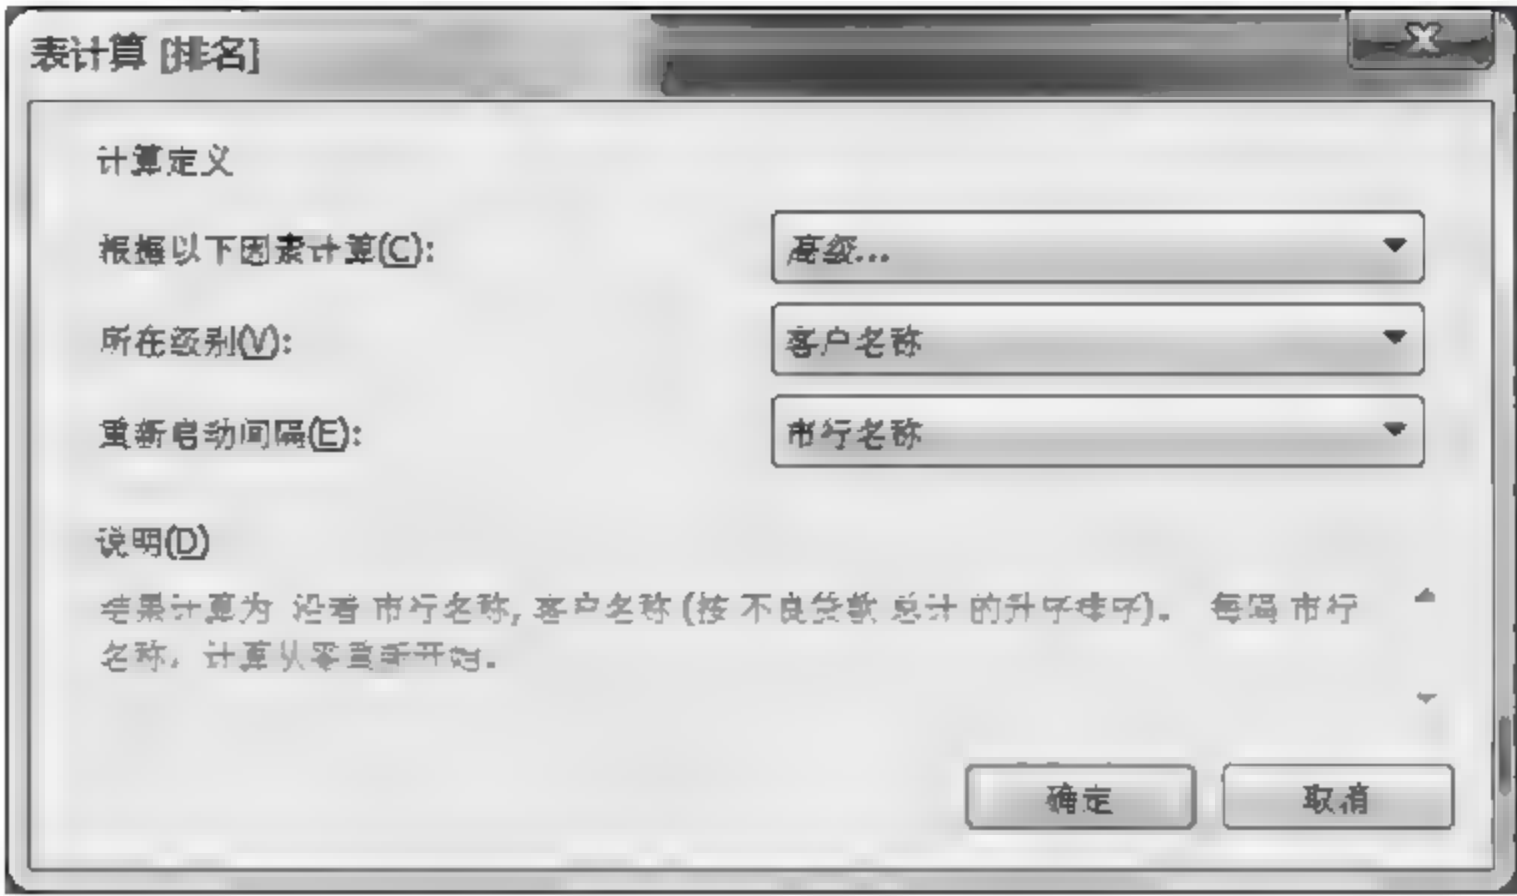 表计算 [排名]
计算定义
根据以下因素计算(C):
高级...
所在级别(V):
客户名称
重新启动间隔(E):
市行名称
说明(D)
结果计算为 沿着 市行名称, 客户名称 (按 不良贷款 总计 的升序排序)。 每隔 市行
名称，计算从零重新开始。
确定
取消